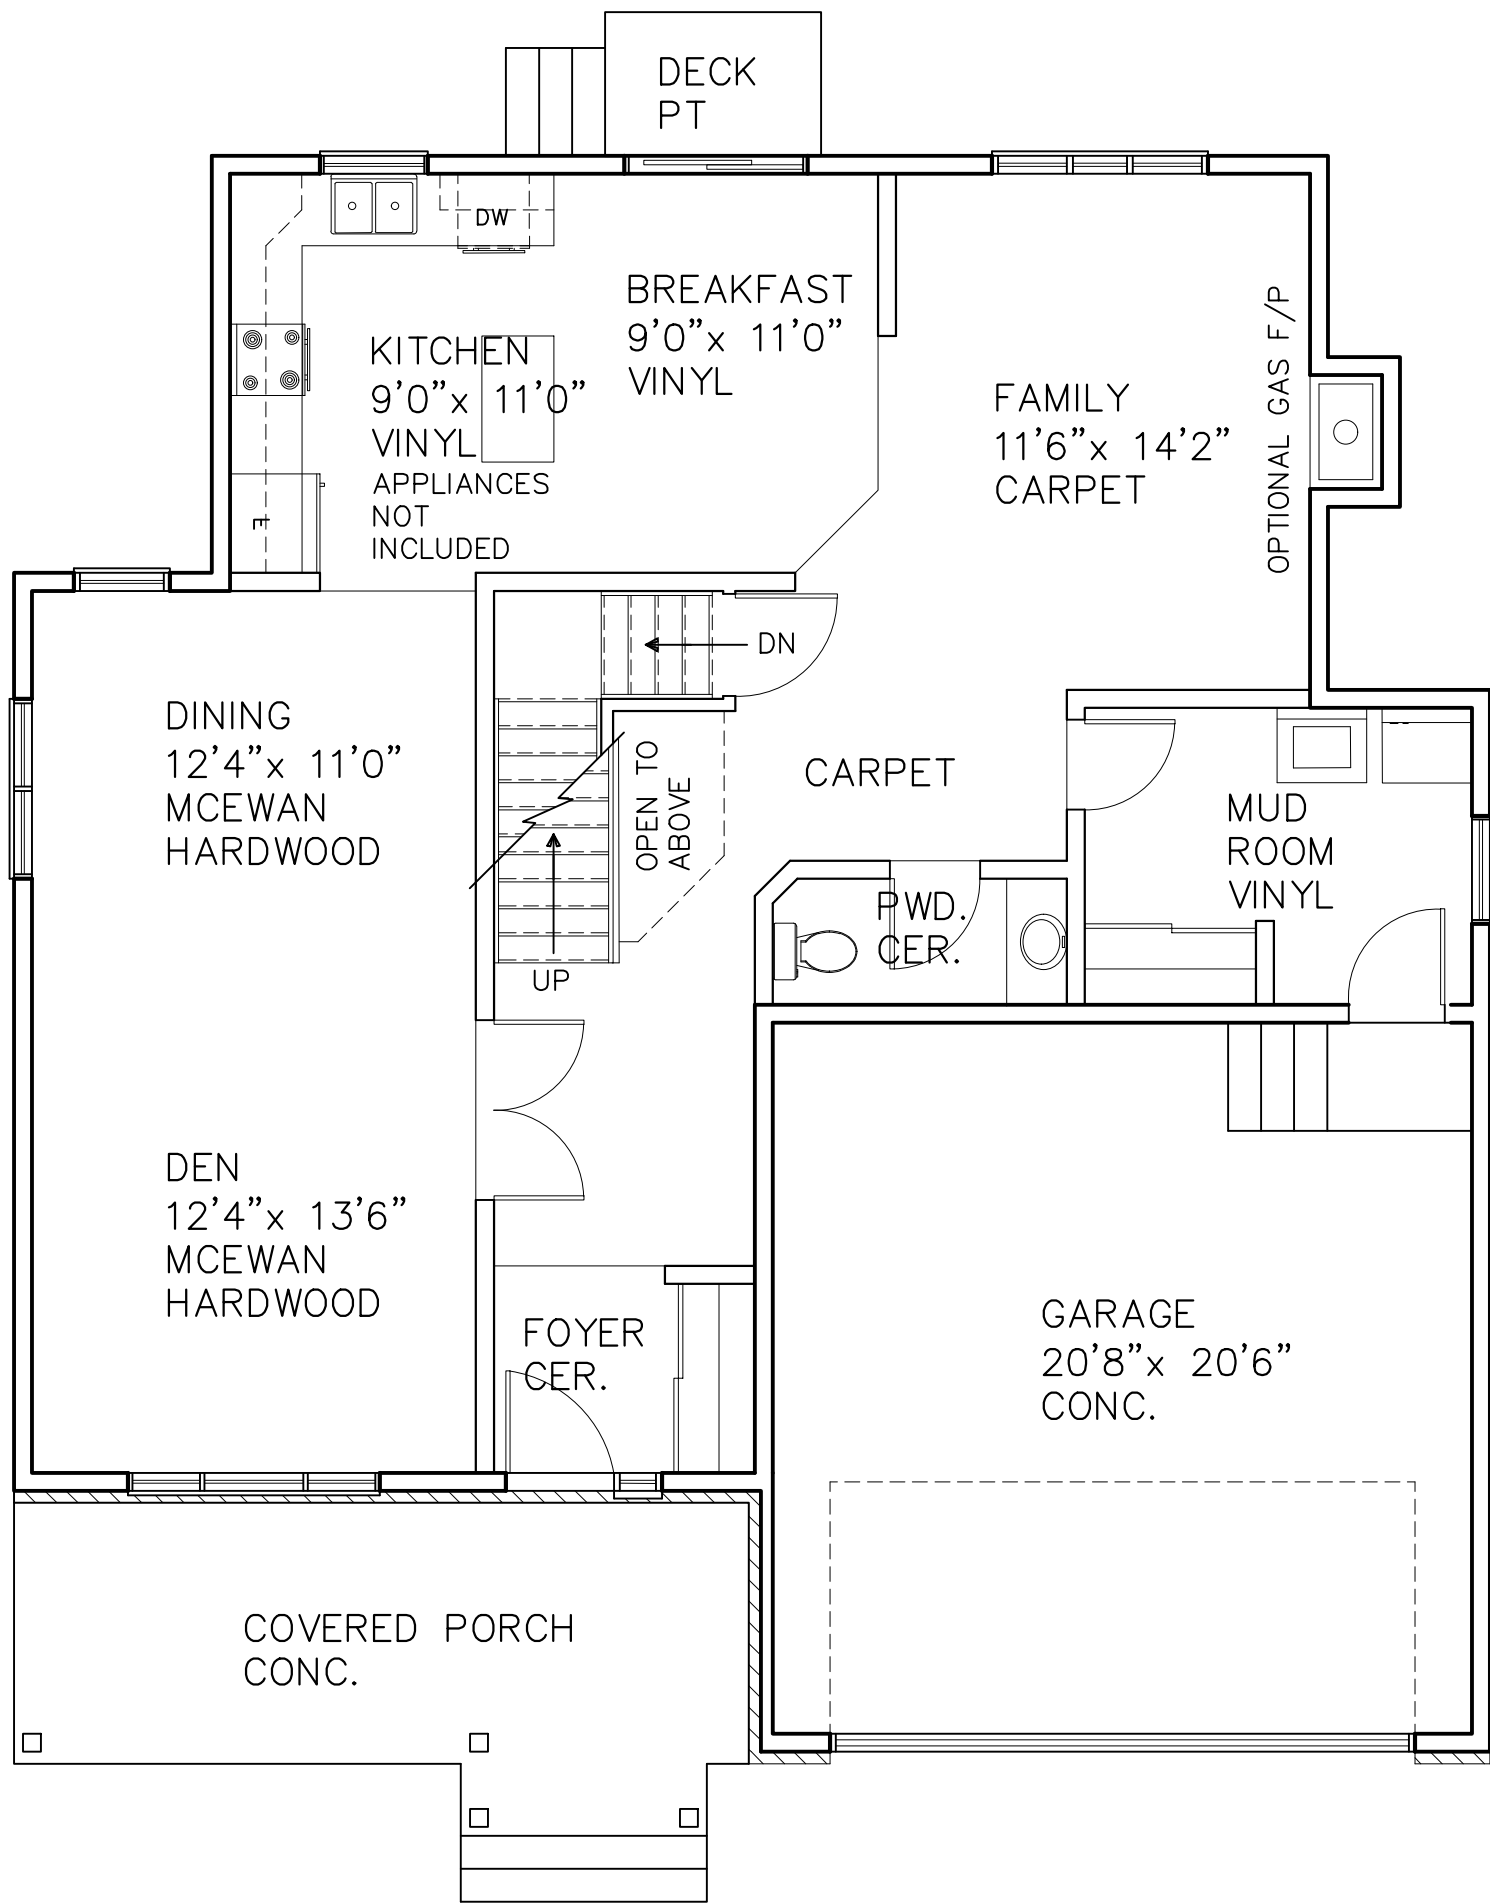 DECK
PT
DW
BREAKFAST
9'0"x 11'0"
VINYL
KITCHEN
9'0"x 11'0"
VINYL
APPLIANCES
NOT
INCLUDED
F
FAMILY
11'6"x 14'2"
CARPET
OPTIONAL GAS F/P
DN
DINING
12'4"x 11'0"
MCEWAN
HARDWOOD
OPEN TO
ABOVE
CARPET
MUD
ROOM
VINYL
PWD.
CER.
UP
DEN
12'4"x 13'6"
MCEWAN
HARDWOOD
FOYER
CER.
GARAGE
20'8"x 20'6"
CONC.
COVERED PORCH
CONC.